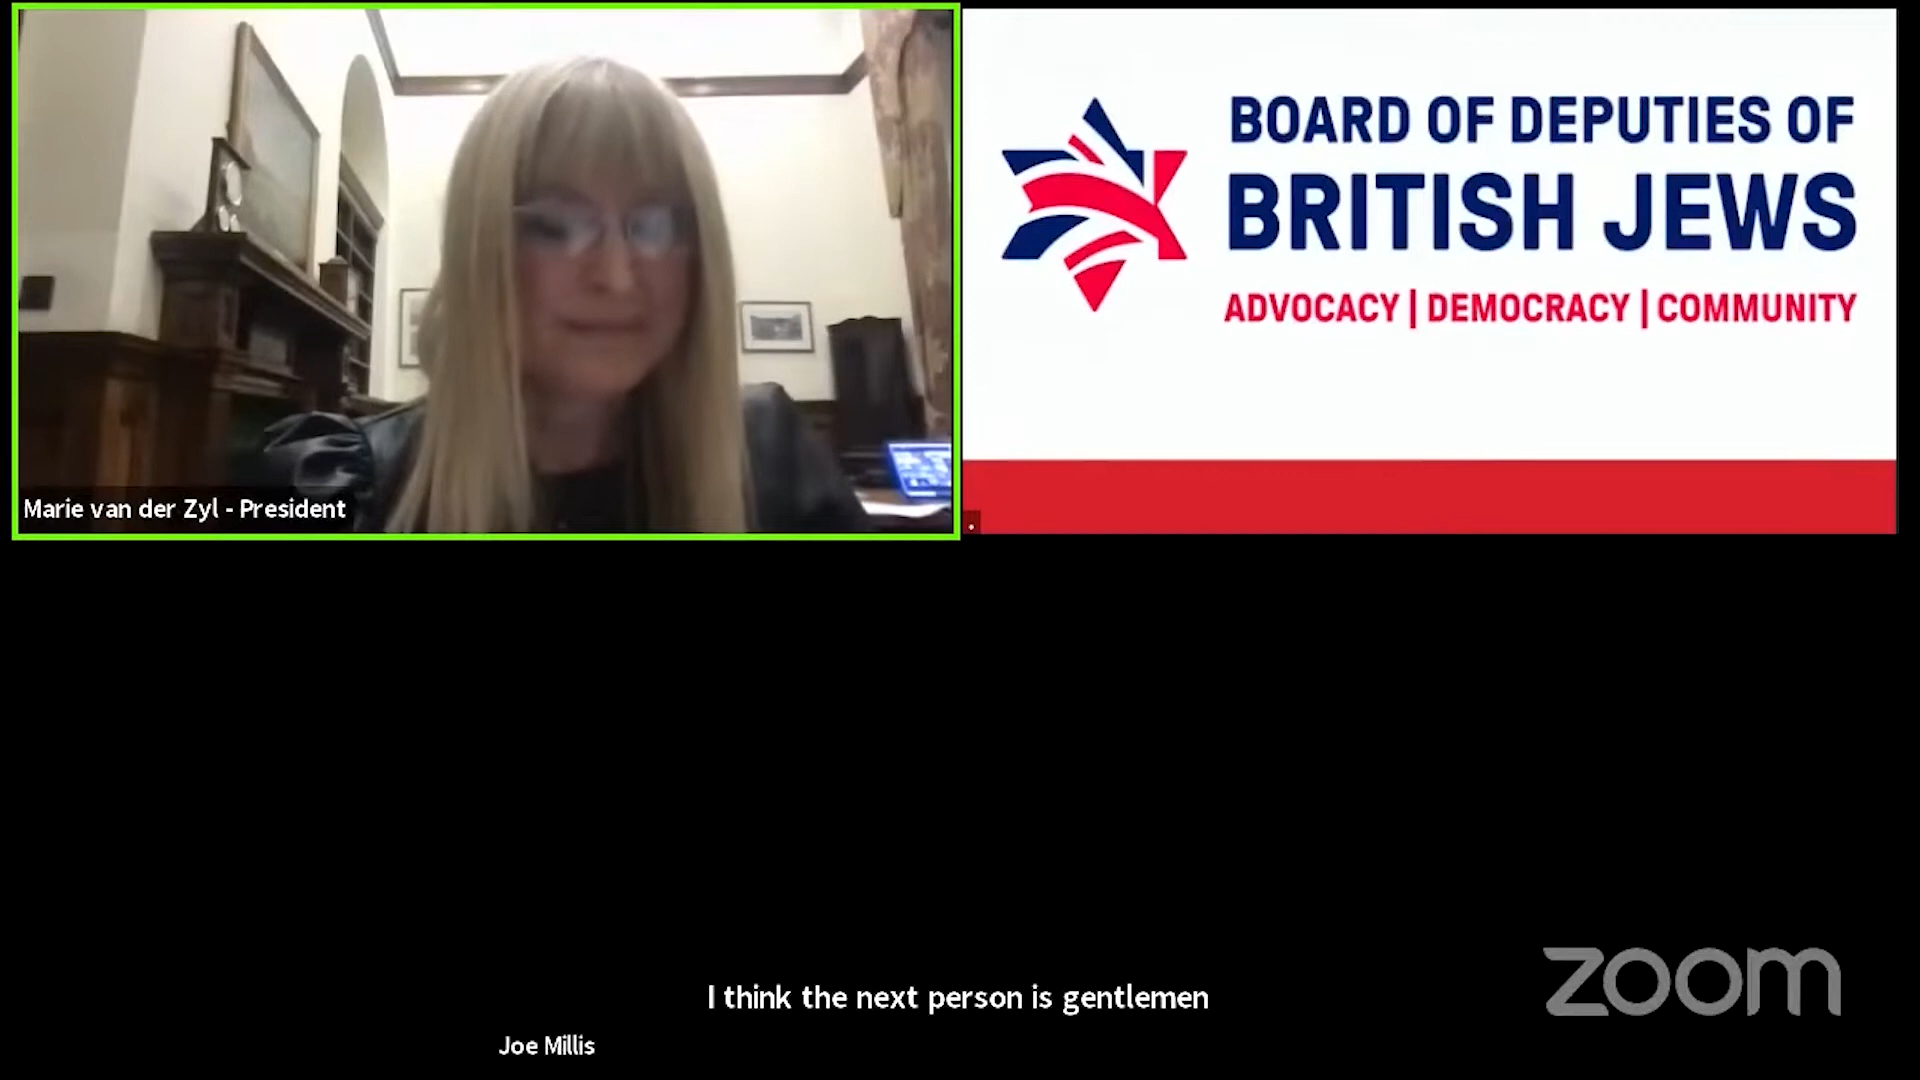 BOARD OF DEPUTIES OF
BRITISH JEWS
ADVOCACY | DEMOCRACY | COMMUNITY
Marie van der Zyl - President
.
zoom
I think the next person is gentlemen
Joe Millis